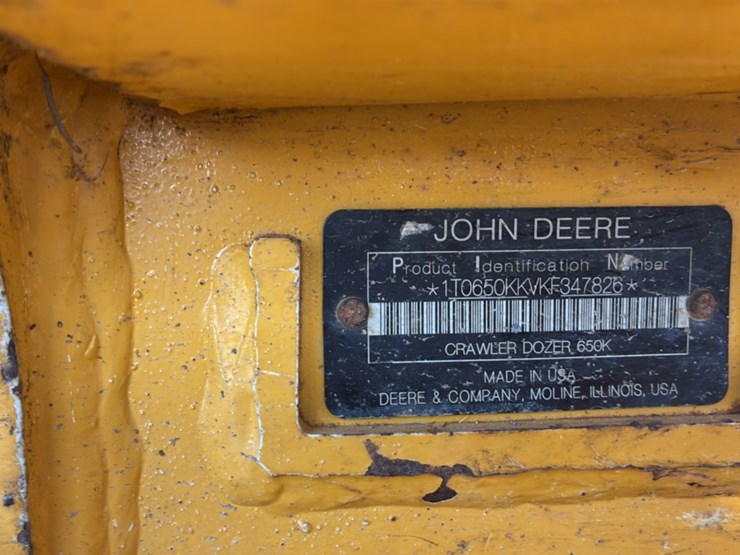 JOHN DEERE
Product Identification Number
*1T0650KKVKF347826*
CRAWLER DOZER 650K
MADE IN USA
DEERE & COMPANY, MOLINE, ILLINOIS, USA